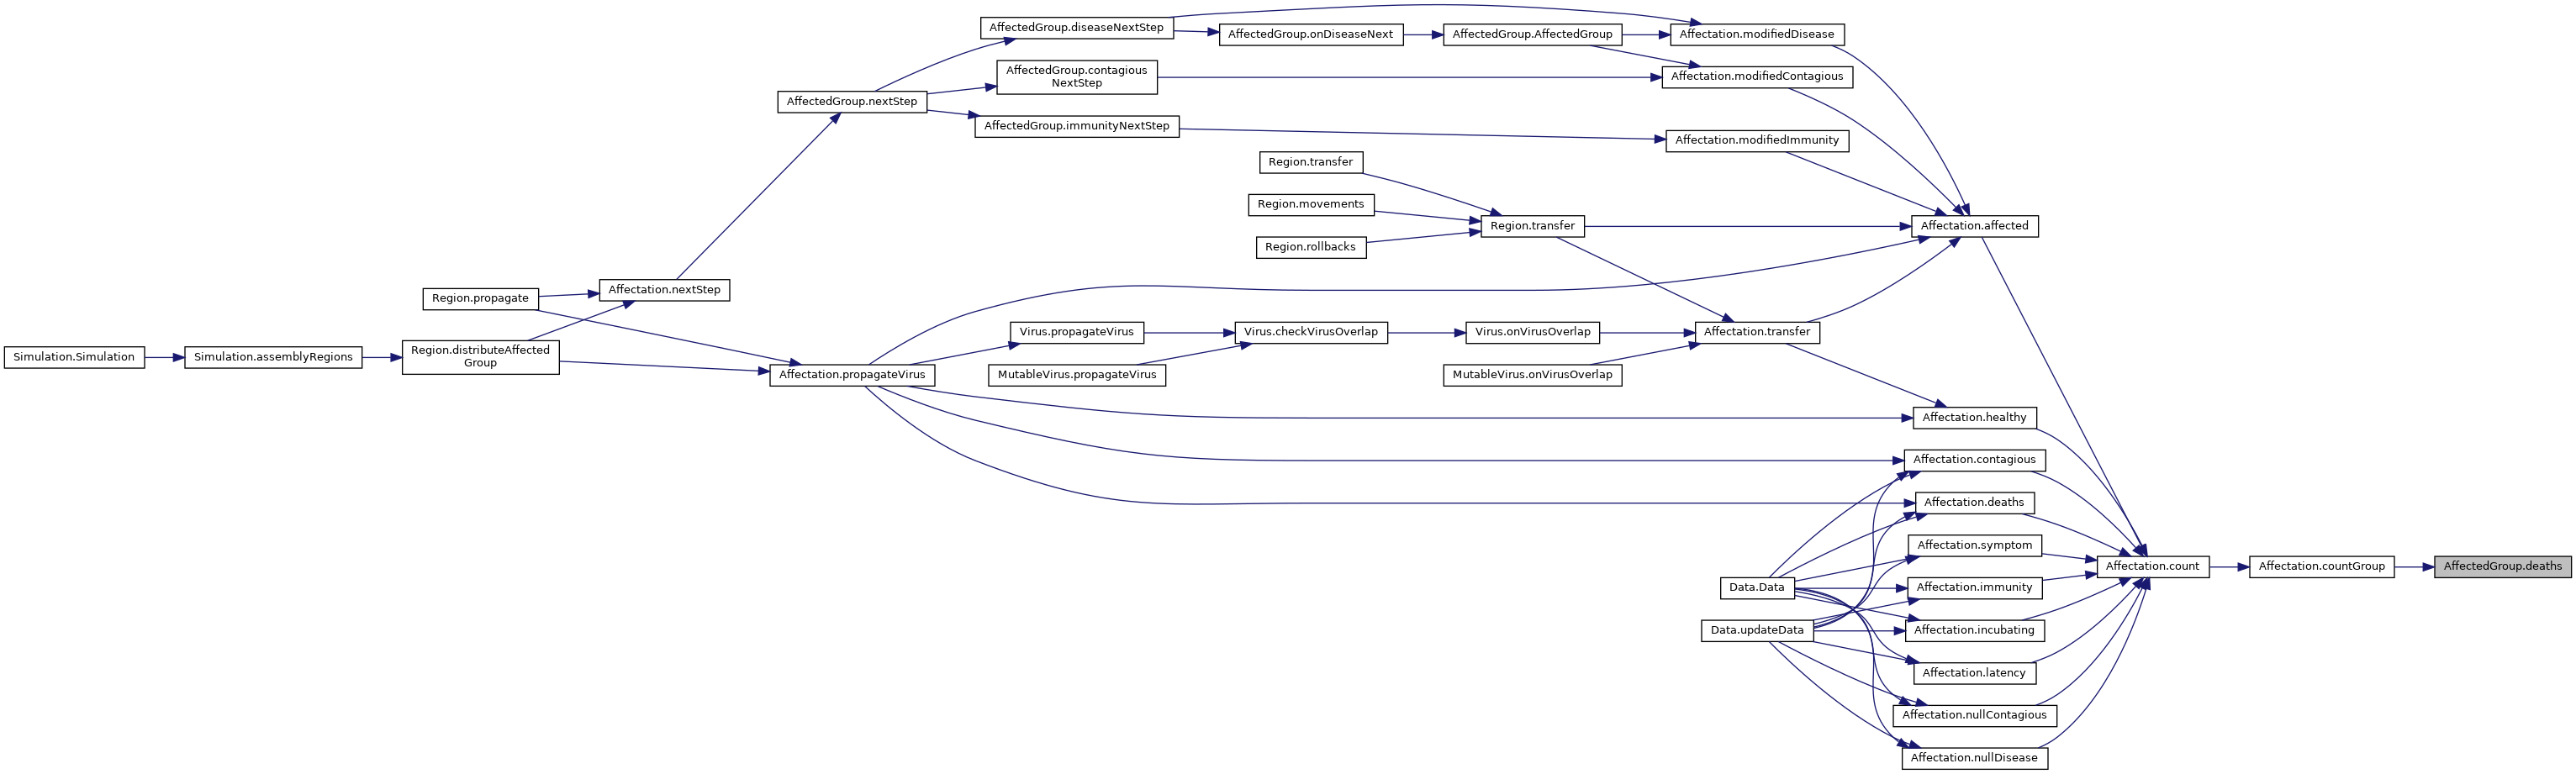 AffectedGroup.diseaseNextStep
AffectedGroup.onDiseaseNext
AffectedGroup.AffectedGroup
Affectation.modifiedDisease
AffectedGroup.contagious
NextStep
Affectation.modifiedContagious
AffectedGroup.nextStep
AffectedGroup.immunityNextStep
Affectation.modifiedImmunity
Region.transfer
Region.movements
Region.transfer
Affectation.affected
Region.rollbacks
Affectation.nextStep
Region.propagate
Virus.propagateVirus
Virus.checkVirusOverlap
Virus.onVirusOverlap
Affectation.transfer
Simulation.Simulation
Simulation.assemblyRegions
Region.distributeAffected
Group
Affectation.propagateVirus
MutableVirus.propagateVirus
MutableVirus.onVirusOverlap
Affectation.healthy
Affectation.contagious
Affectation.deaths
Affectation.symptom
Affectation.count
Affectation.countGroup
AffectedGroup.deaths
Data.Data
Affectation.immunity
Data.updateData
Affectation.incubating
Affectation.latency
Affectation.nullContagious
Affectation.nullDisease